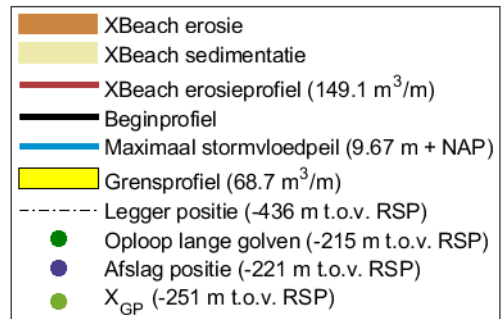 XBeach erosie
XBeach sedimentatie
XBeach erosieprofiel (149.1 m³/m)
Beginprofiel
Maximaal stormvloedpeil (9.67 m + NAP)
Grensprofiel (68.7 m³/m)
Legger positie (-436 m t.o.v. RSP)
Oploop lange golven (-215 m t.o.v. RSP)
Afslag positie (-221 m t.o.v. RSP)
X_GP (-251 m t.o.v. RSP)